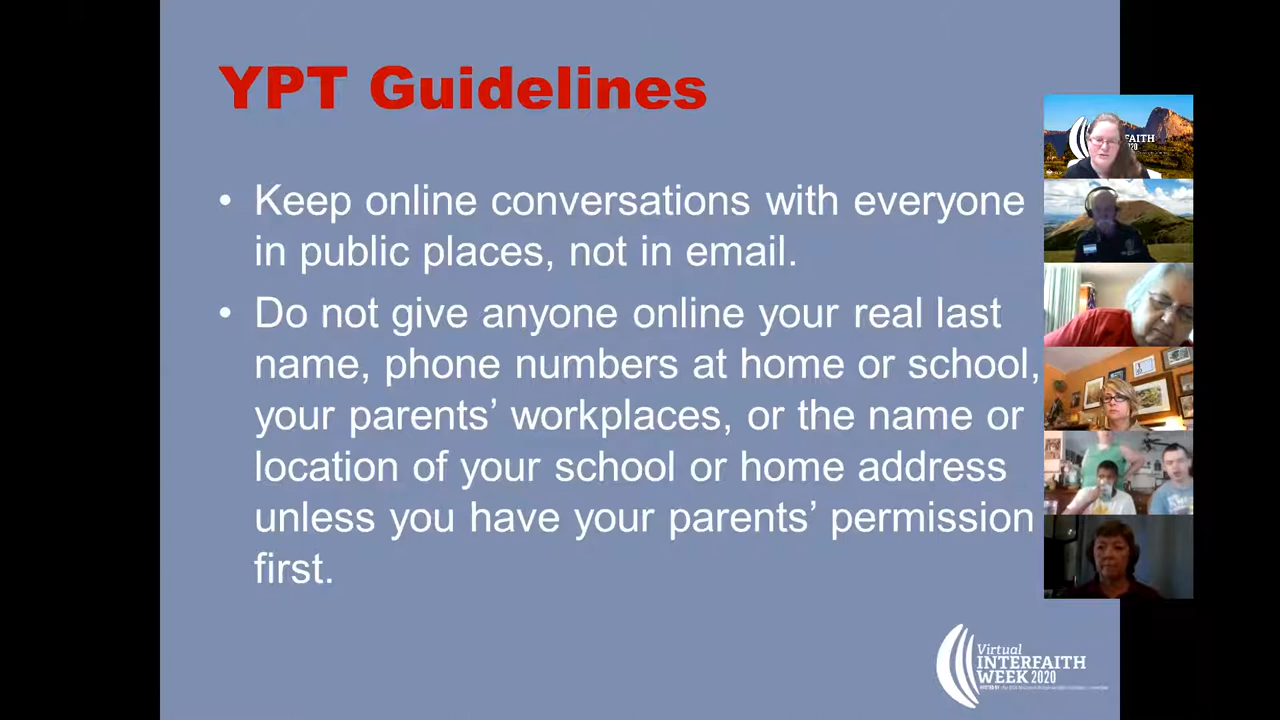 YPT Guidelines
• Keep online conversations with everyone
in public places, not in email.
• Do not give anyone online your real last
name, phone numbers at home or school,
your parents’ workplaces, or the name or
location of your school or home address
unless you have your parents’ permission
first.
Virtual
INTERFAITH
WEEK 2020